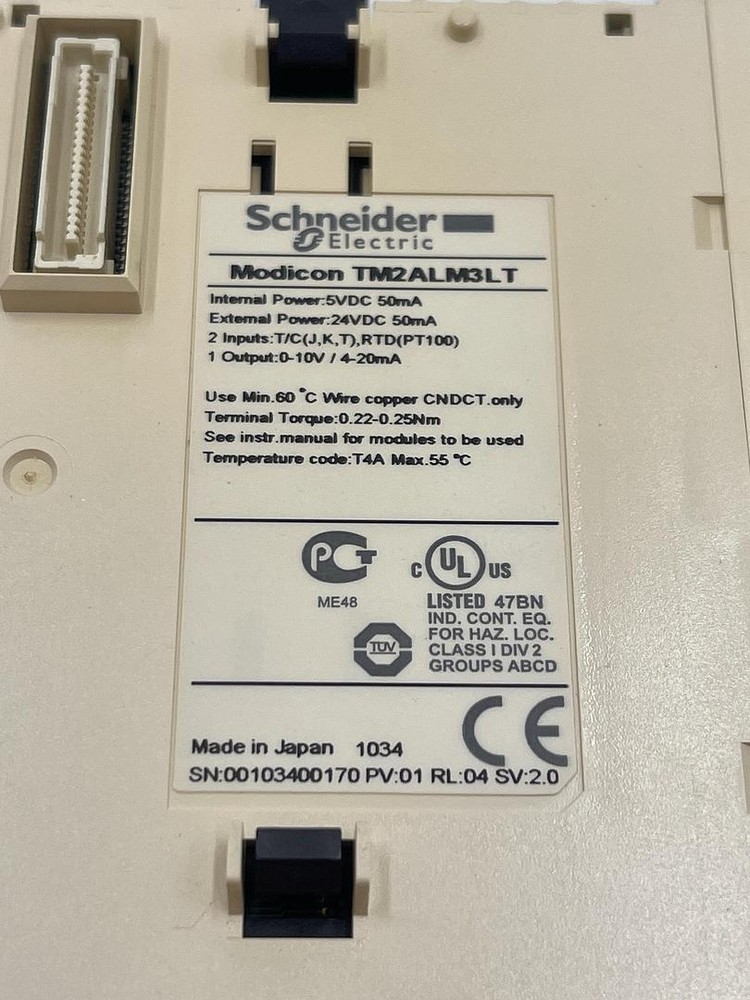 Schneider
Electric
Modicon TM2ALM3LT
Internal Power:5VDC 50mA
External Power:24VDC 50mA
2 Inputs:T/C(J,K,T),RTD(PT100)
1 Output:0-10V / 4-20mA
Use Min.60 °C Wire copper CNDCT.only
Terminal Torque:0.22-0.25Nm
See instr.manual for modules to be used
Temperature code:T4A Max.55 °C
PCT
ME48
TÜV
C UL US
LISTED 47BN
IND. CONT. EQ.
FOR HAZ. LOC.
CLASS I DIV 2
GROUPS ABCD
CE
Made in Japan 1034
SN:00103400170 PV:01 RL:04 SV:2.0